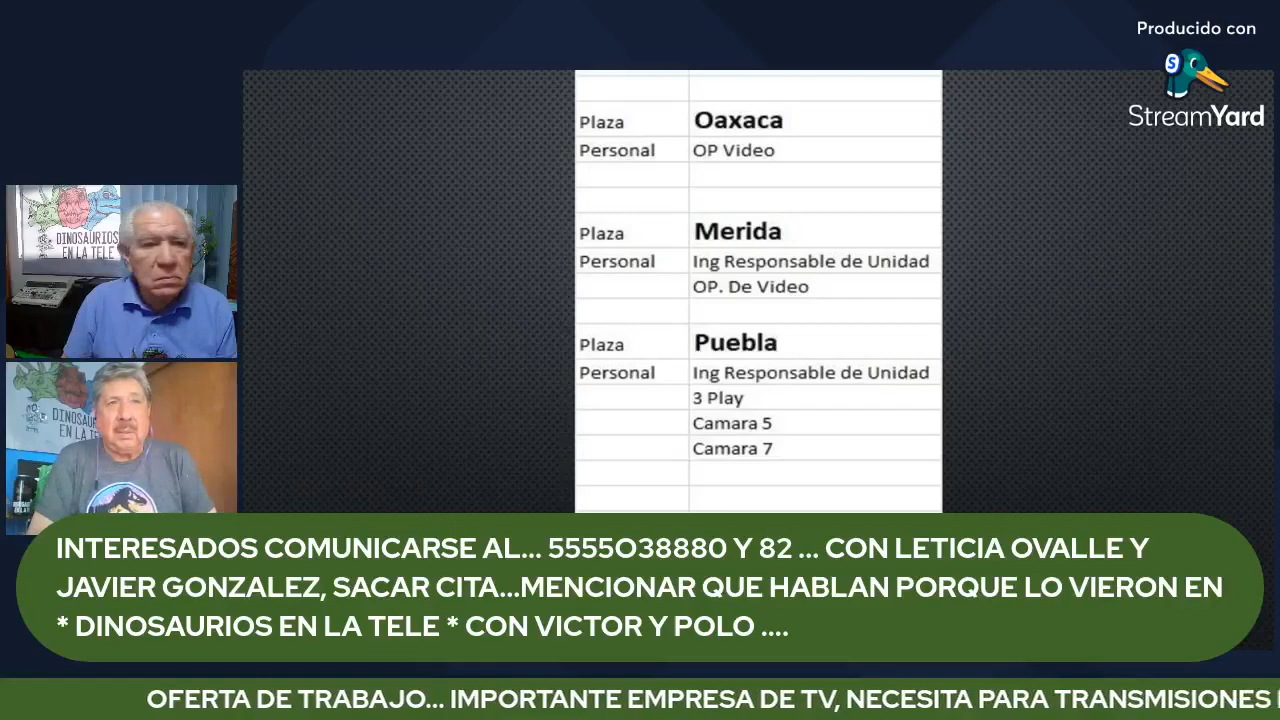 Producido con
StreamYard
Plaza Oaxaca
Personal OP Video
Plaza Merida
Personal Ing Responsable de Unidad
OP. De Video
Plaza Puebla
Personal Ing Responsable de Unidad
3 Play
Camara 5
Camara 7
DINOSAURIOS
EN LA TELE
EN LA
INTERESADOS COMUNICARSE AL... 5555O38880 Y 82 ... CON LETICIA OVALLE Y
JAVIER GONZALEZ, SACAR CITA...MENCIONAR QUE HABLAN PORQUE LO VIERON EN
* DINOSAURIOS EN LA TELE * CON VICTOR Y POLO ....
OFERTA DE TRABAJO... IMPORTANTE EMPRESA DE TV, NECESITA PARA TRANSMISIONES